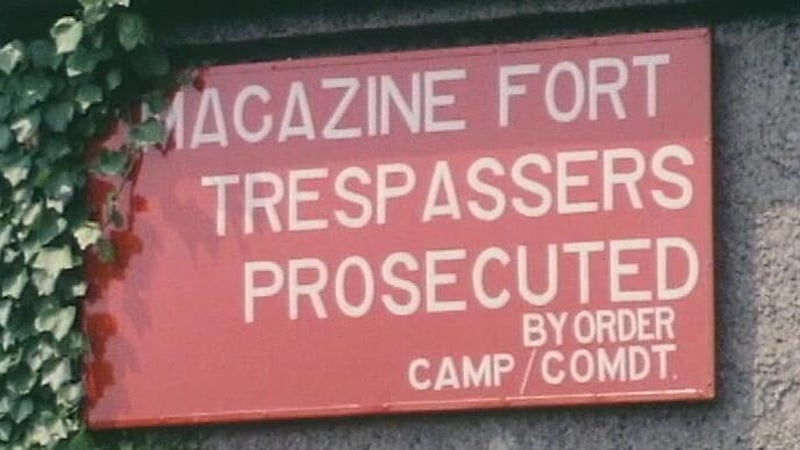 MAGAZINE FORT
TRESPASSERS
PROSECUTED
BY ORDER
CAMP/COMDT.